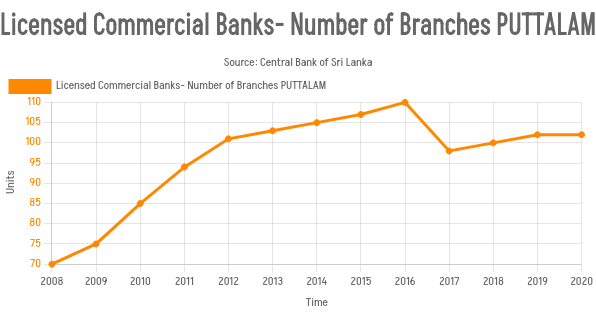 Licensed Commercial Banks- Number of Branches PUTTALAM
Source: Central Bank of Sri Lanka
Licensed Commercial Banks- Number of Branches PUTTALAM
110
105
100
95
90
85
80
75
70
Units
2008 2009 2010 2011 2012 2013 2014 2015 2016 2017 2018 2019 2020
Time